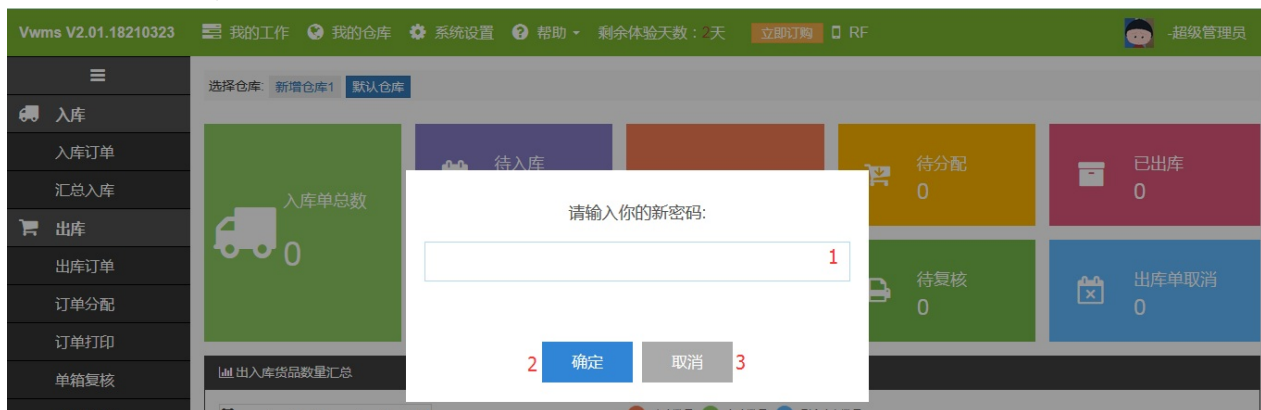 Vwms V2.01.18210323 我的工作 我的仓库 系统设置 帮助 剩余体验天数：2天 立即订购 RF -超级管理员
选择仓库: 新增仓库1 默认仓库
入库
入库订单
汇总入库
出库
出库订单
订单分配
订单打印
单箱复核
入库单总数
0
待入库
待分配
0
已出库
0
待复核
0
出库单取消
0
请输入你的新密码:
1
2 确定 取消 3
出入库货品数量汇总